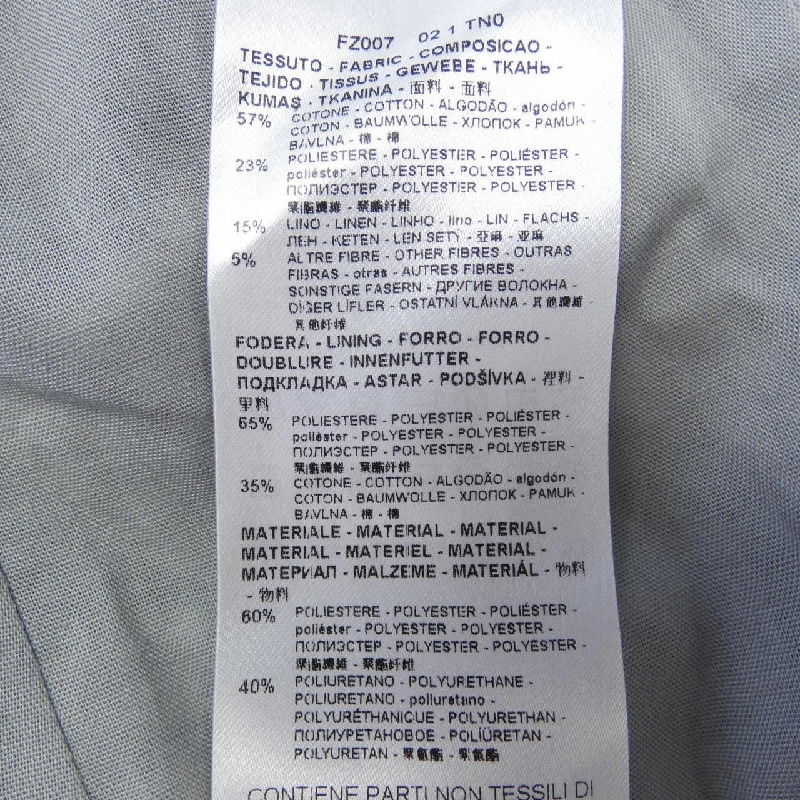 FZ007 02 1 TN0
TESSUTO - FABRIC - COMPOSICAO -
TEJIDO - TISSUS - GEWEBE - ТКАНЬ -
KUMAŞ - TKANINA - 面料 - 面料
57% COTONE - COTTON - ALGODÃO - algodón -
COTON - BAUMWOLLE - ХЛОПОК - PAMUK -
BAVLNA - 棉 - 棉
23% POLIESTERE - POLYESTER - POLIÉSTER -
poliéster - POLYESTER - POLYESTER -
ПОЛИЭСТЕР - POLYESTER - POLYESTER -
聚酯纖維 - 聚酯纤维
15% LINO - LINEN - LINHO - lino - LIN - FLACHS -
ЛЕН - KETEN - LEN SETÝ - 亞麻 - 亚麻
5% ALTRE FIBRE - OTHER FIBRES - OUTRAS
FIBRAS - otras - AUTRES FIBRES -
SONSTIGE FASERN - ДРУГИЕ ВОЛОКНА -
DİĞER LİFLER - OSTATNÍ VLÁKNA - 其他纖維 -
其他纤维
FODERA - LINING - FORRO - FORRO -
DOUBLURE - INNENFUTTER -
ПОДКЛАДКА - ASTAR - PODŠÍVKA - 裡料 -
里料
65% POLIESTERE - POLYESTER - POLIÉSTER -
poliéster - POLYESTER - POLYESTER -
ПОЛИЭСТЕР - POLYESTER - POLYESTER -
聚酯纖維 - 聚酯纤维
35% COTONE - COTTON - ALGODÃO - algodón -
COTON - BAUMWOLLE - ХЛОПОК - PAMUK -
BAVLNA - 棉 - 棉
MATERIALE - MATERIAL - MATERIAL -
MATERIAL - MATERIEL - MATERIAL -
МАТЕРИАЛ - MALZEME - MATERIÁL - 物料
- 物料
60% POLIESTERE - POLYESTER - POLIÉSTER -
poliéster - POLYESTER - POLYESTER -
ПОЛИЭСТЕР - POLYESTER - POLYESTER -
聚酯纖維 - 聚酯纤维
40% POLIURETANO - POLYURETHANE -
POLIURETANO - poliuretano -
POLYURÉTHANIQUE - POLYURETHAN -
ПОЛИУРЕТАНОВОЕ - POLİÜRETAN -
POLYURETAN - 聚氨酯 - 聚氨酯
CONTIENE PARTI NON TESSILI DI